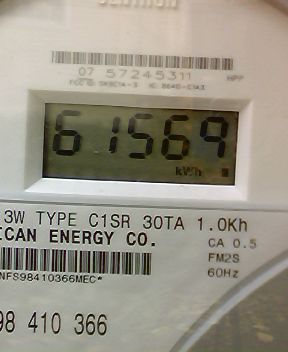 07 57245311
61569
kWh
3W TYPE C1SR 30TA 1.0Kh
ICAN ENERGY CO.
CA 0.5
FM2S
60Hz
NFS98410366MEC*
98 410 366